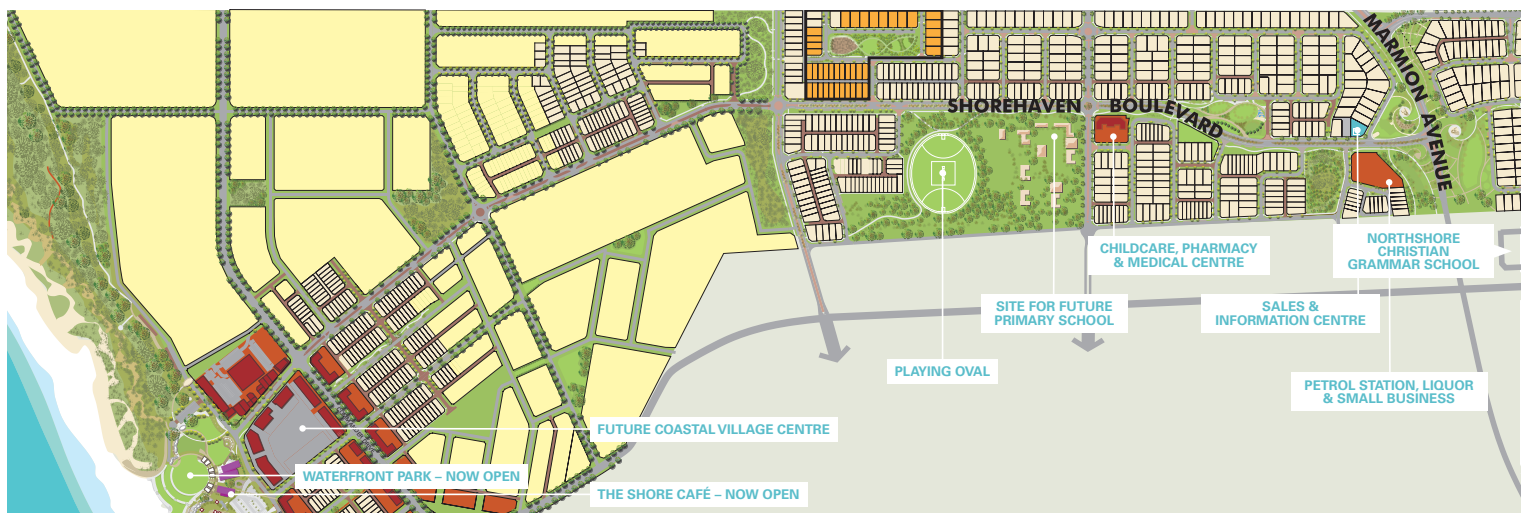 MARMION AVENUE
SHOREHAVEN BOULEVARD
CHILDCARE, PHARMACY
& MEDICAL CENTRE
NORTHSHORE
CHRISTIAN
GRAMMAR SCHOOL
SITE FOR FUTURE
PRIMARY SCHOOL
SALES &
INFORMATION CENTRE
PLAYING OVAL
PETROL STATION, LIQUOR
& SMALL BUSINESS
FUTURE COASTAL VILLAGE CENTRE
WATERFRONT PARK – NOW OPEN
THE SHORE CAFÉ – NOW OPEN